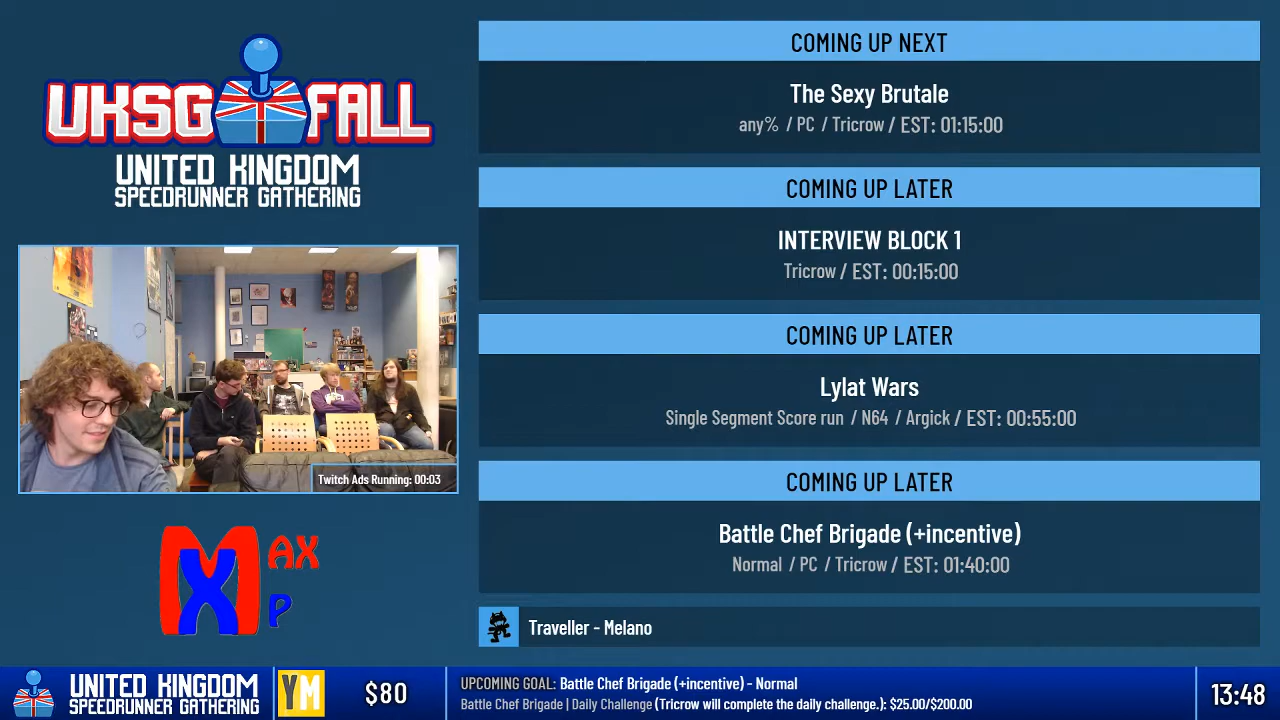 UKSG FALL
UNITED KINGDOM
SPEEDRUNNER GATHERING
Twitch Ads Running: 00:03
MAX
XP
COMING UP NEXT
The Sexy Brutale
any% / PC / Tricrow / EST: 01:15:00
COMING UP LATER
INTERVIEW BLOCK 1
Tricrow / EST: 00:15:00
COMING UP LATER
Lylat Wars
Single Segment Score run / N64 / Argick / EST: 00:55:00
COMING UP LATER
Battle Chef Brigade (+incentive)
Normal / PC / Tricrow / EST: 01:40:00
Traveller - Melano
UNITED KINGDOM
SPEEDRUNNER GATHERING
YM
$80
UPCOMING GOAL: Battle Chef Brigade (+incentive) - Normal
Battle Chef Brigade | Daily Challenge (Tricrow will complete the daily challenge.): $25.00/$200.00
13:48